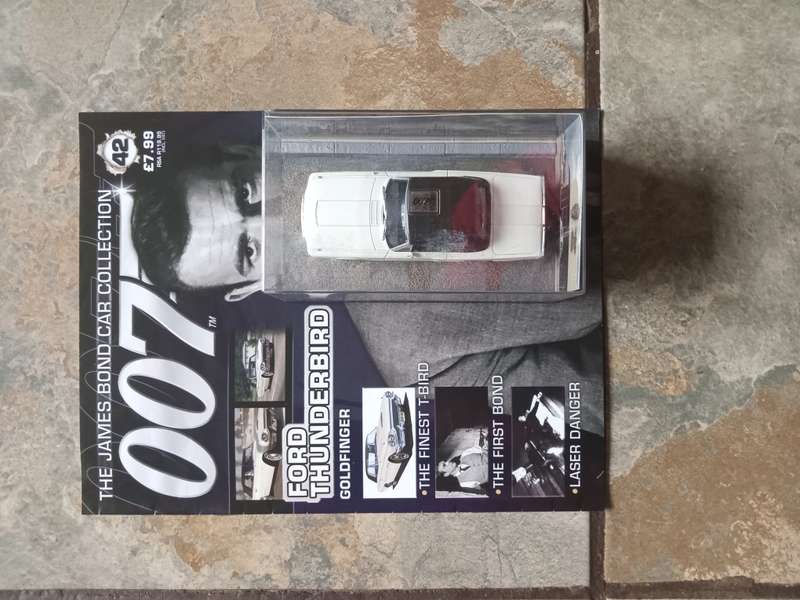 THE JAMES BOND CAR COLLECTION
42
£7.99
007
TM
FORD
THUNDERBIRD
GOLDFINGER
•THE FINEST T-BIRD
•THE FIRST BOND
•LASER DANGER